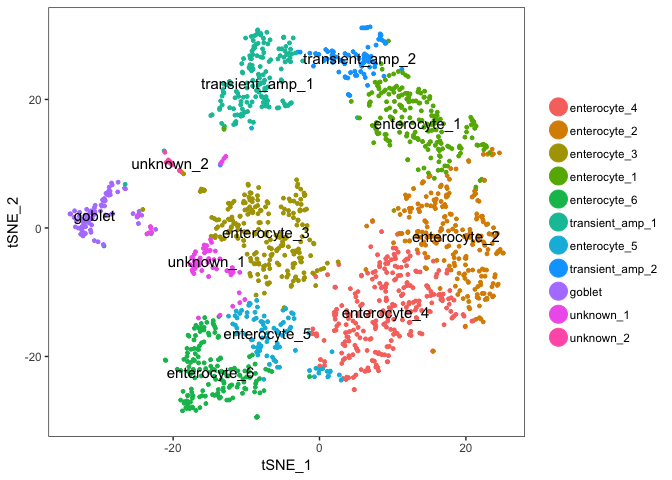 transient_amp_2
transient_amp_1
enterocyte_1
unknown_2
goblet
enterocyte_3
enterocyte_2
unknown_1
enterocyte_4
enterocyte_5
enterocyte_6
tSNE_2
20
0
-20
-20
0
20
tSNE_1
enterocyte_4
enterocyte_2
enterocyte_3
enterocyte_1
enterocyte_6
transient_amp_1
enterocyte_5
transient_amp_2
goblet
unknown_1
unknown_2